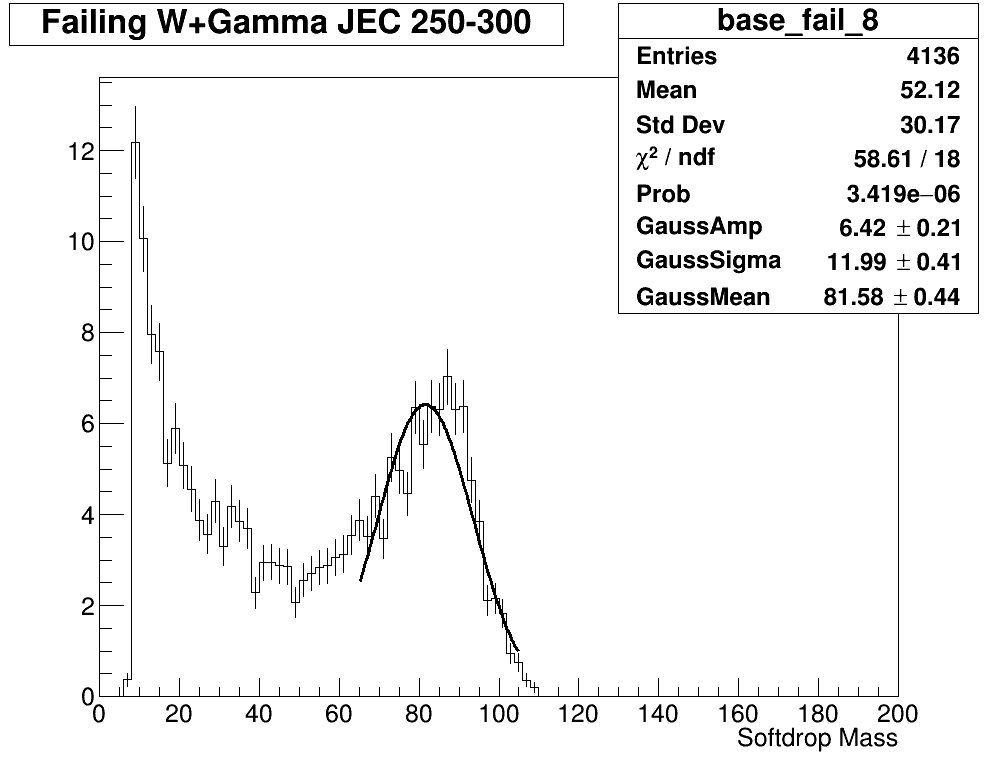 Failing W+Gamma JEC 250-300
base_fail_8
Entries 4136
Mean 52.12
Std Dev 30.17
χ² / ndf 58.61 / 18
Prob 3.419e−06
GaussAmp 6.42 ± 0.21
GaussSigma 11.99 ± 0.41
GaussMean 81.58 ± 0.44
12
10
8
6
4
2
0
0 20 40 60 80 100 120 140 160 180 200
Softdrop Mass